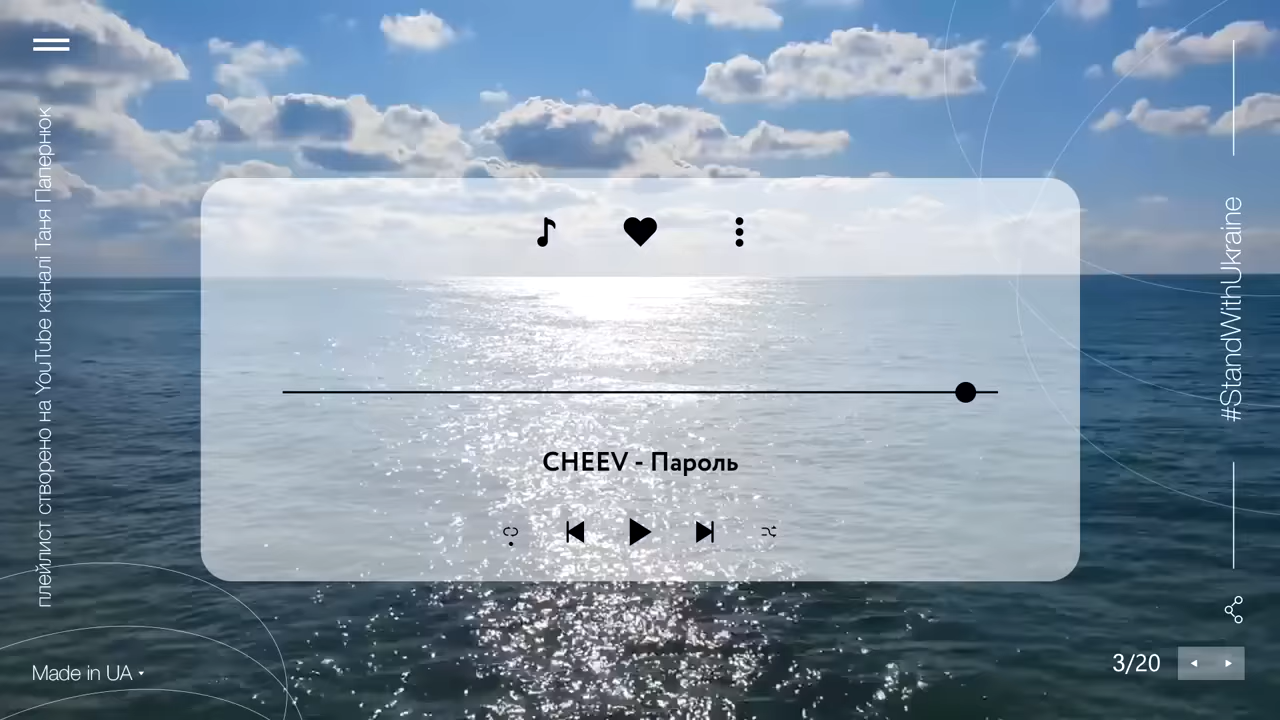 плейлист створено на YouTube каналі Таня Папернюк
CHEEV - Пароль
#StandWithUkraine
Made in UA
3/20